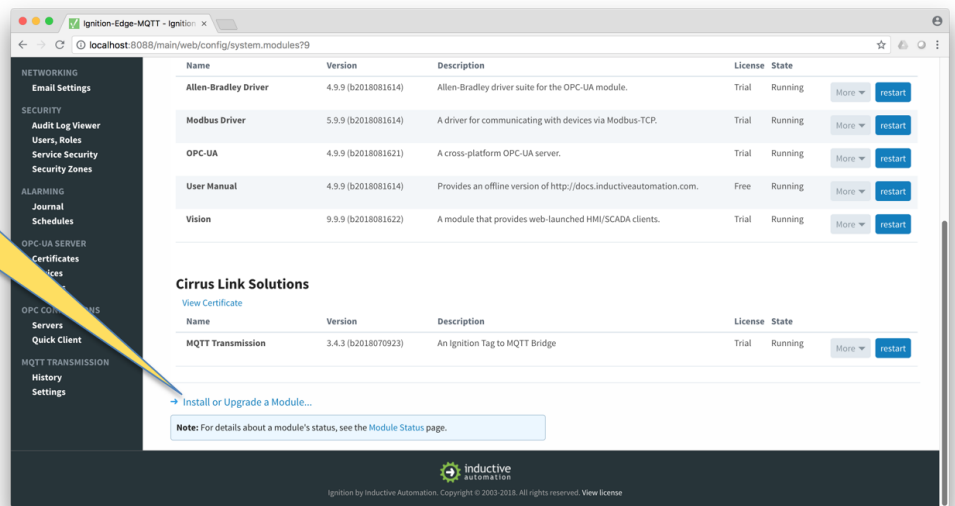 Ignition-Edge-MQTT - Ignition
localhost:8088/main/web/config/system.modules?9
NETWORKING
Email Settings
SECURITY
Audit Log Viewer
Users, Roles
Service Security
Security Zones
ALARMING
Journal
Schedules
OPC-UA SERVER
Certificates
OPC
Servers
Quick Client
MQTT TRANSMISSION
History
Settings
Name Version Description License State
Allen-Bradley Driver 4.9.9 (b2018081614) Allen-Bradley driver suite for the OPC-UA module. Trial Running More restart
Modbus Driver 5.9.9 (b2018081614) A driver for communicating with devices via Modbus-TCP. Trial Running More restart
OPC-UA 4.9.9 (b2018081621) A cross-platform OPC-UA server. Trial Running More restart
User Manual 4.9.9 (b2018081614) Provides an offline version of http://docs.inductiveautomation.com. Free Running More restart
Vision 9.9.9 (b2018081622) A module that provides web-launched HMI/SCADA clients. Trial Running More restart
Cirrus Link Solutions
View Certificate
Name Version Description License State
MQTT Transmission 3.4.3 (b2018070923) An Ignition Tag to MQTT Bridge Trial Running More restart
→ Install or Upgrade a Module...
Note: For details about a module's status, see the Module Status page.
inductive
automation
Ignition by Inductive Automation. Copyright © 2003-2018. All rights reserved. View license